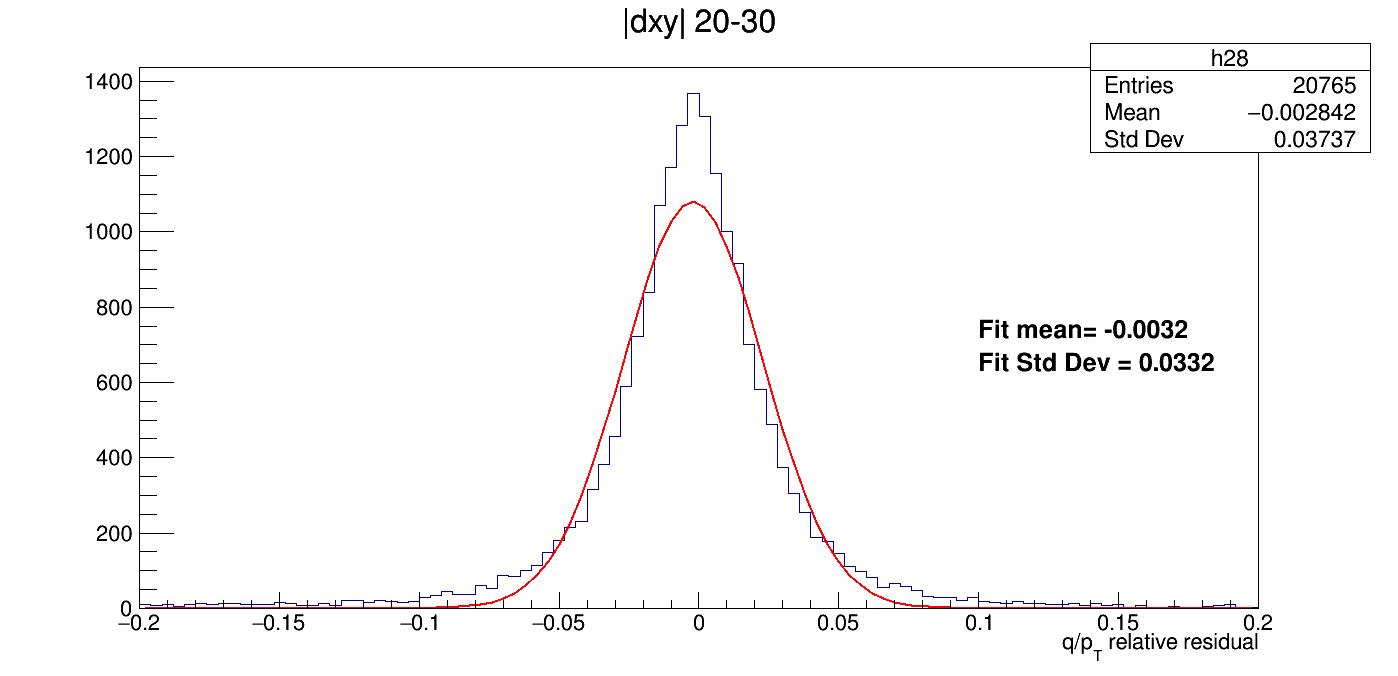 |dxy| 20-30
h28
Entries 20765
Mean −0.002842
Std Dev 0.03737
1400
1200
1000
800
600
400
200
0
Fit mean= -0.0032
Fit Std Dev = 0.0332
−0.2 −0.15 −0.1 −0.05 0 0.05 0.1 0.15 0.2
q/p_T relative residual